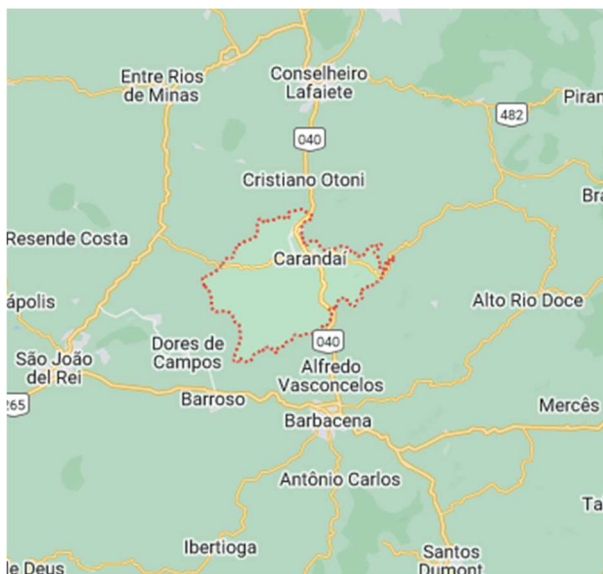 Entre Rios
de Minas
Conselheiro
Lafaiete
Piran
482
040
Bra
Cristiano Otoni
Resende Costa
Carandaí
ápolis
Alto Rio Doce
São João
del Rei
Dores de
Campos
040
Alfredo
Vasconcelos
265
Barroso
Mercês
Barbacena
Antônio Carlos
Ta
Ibertioga
Santos
Dumont
de Deus